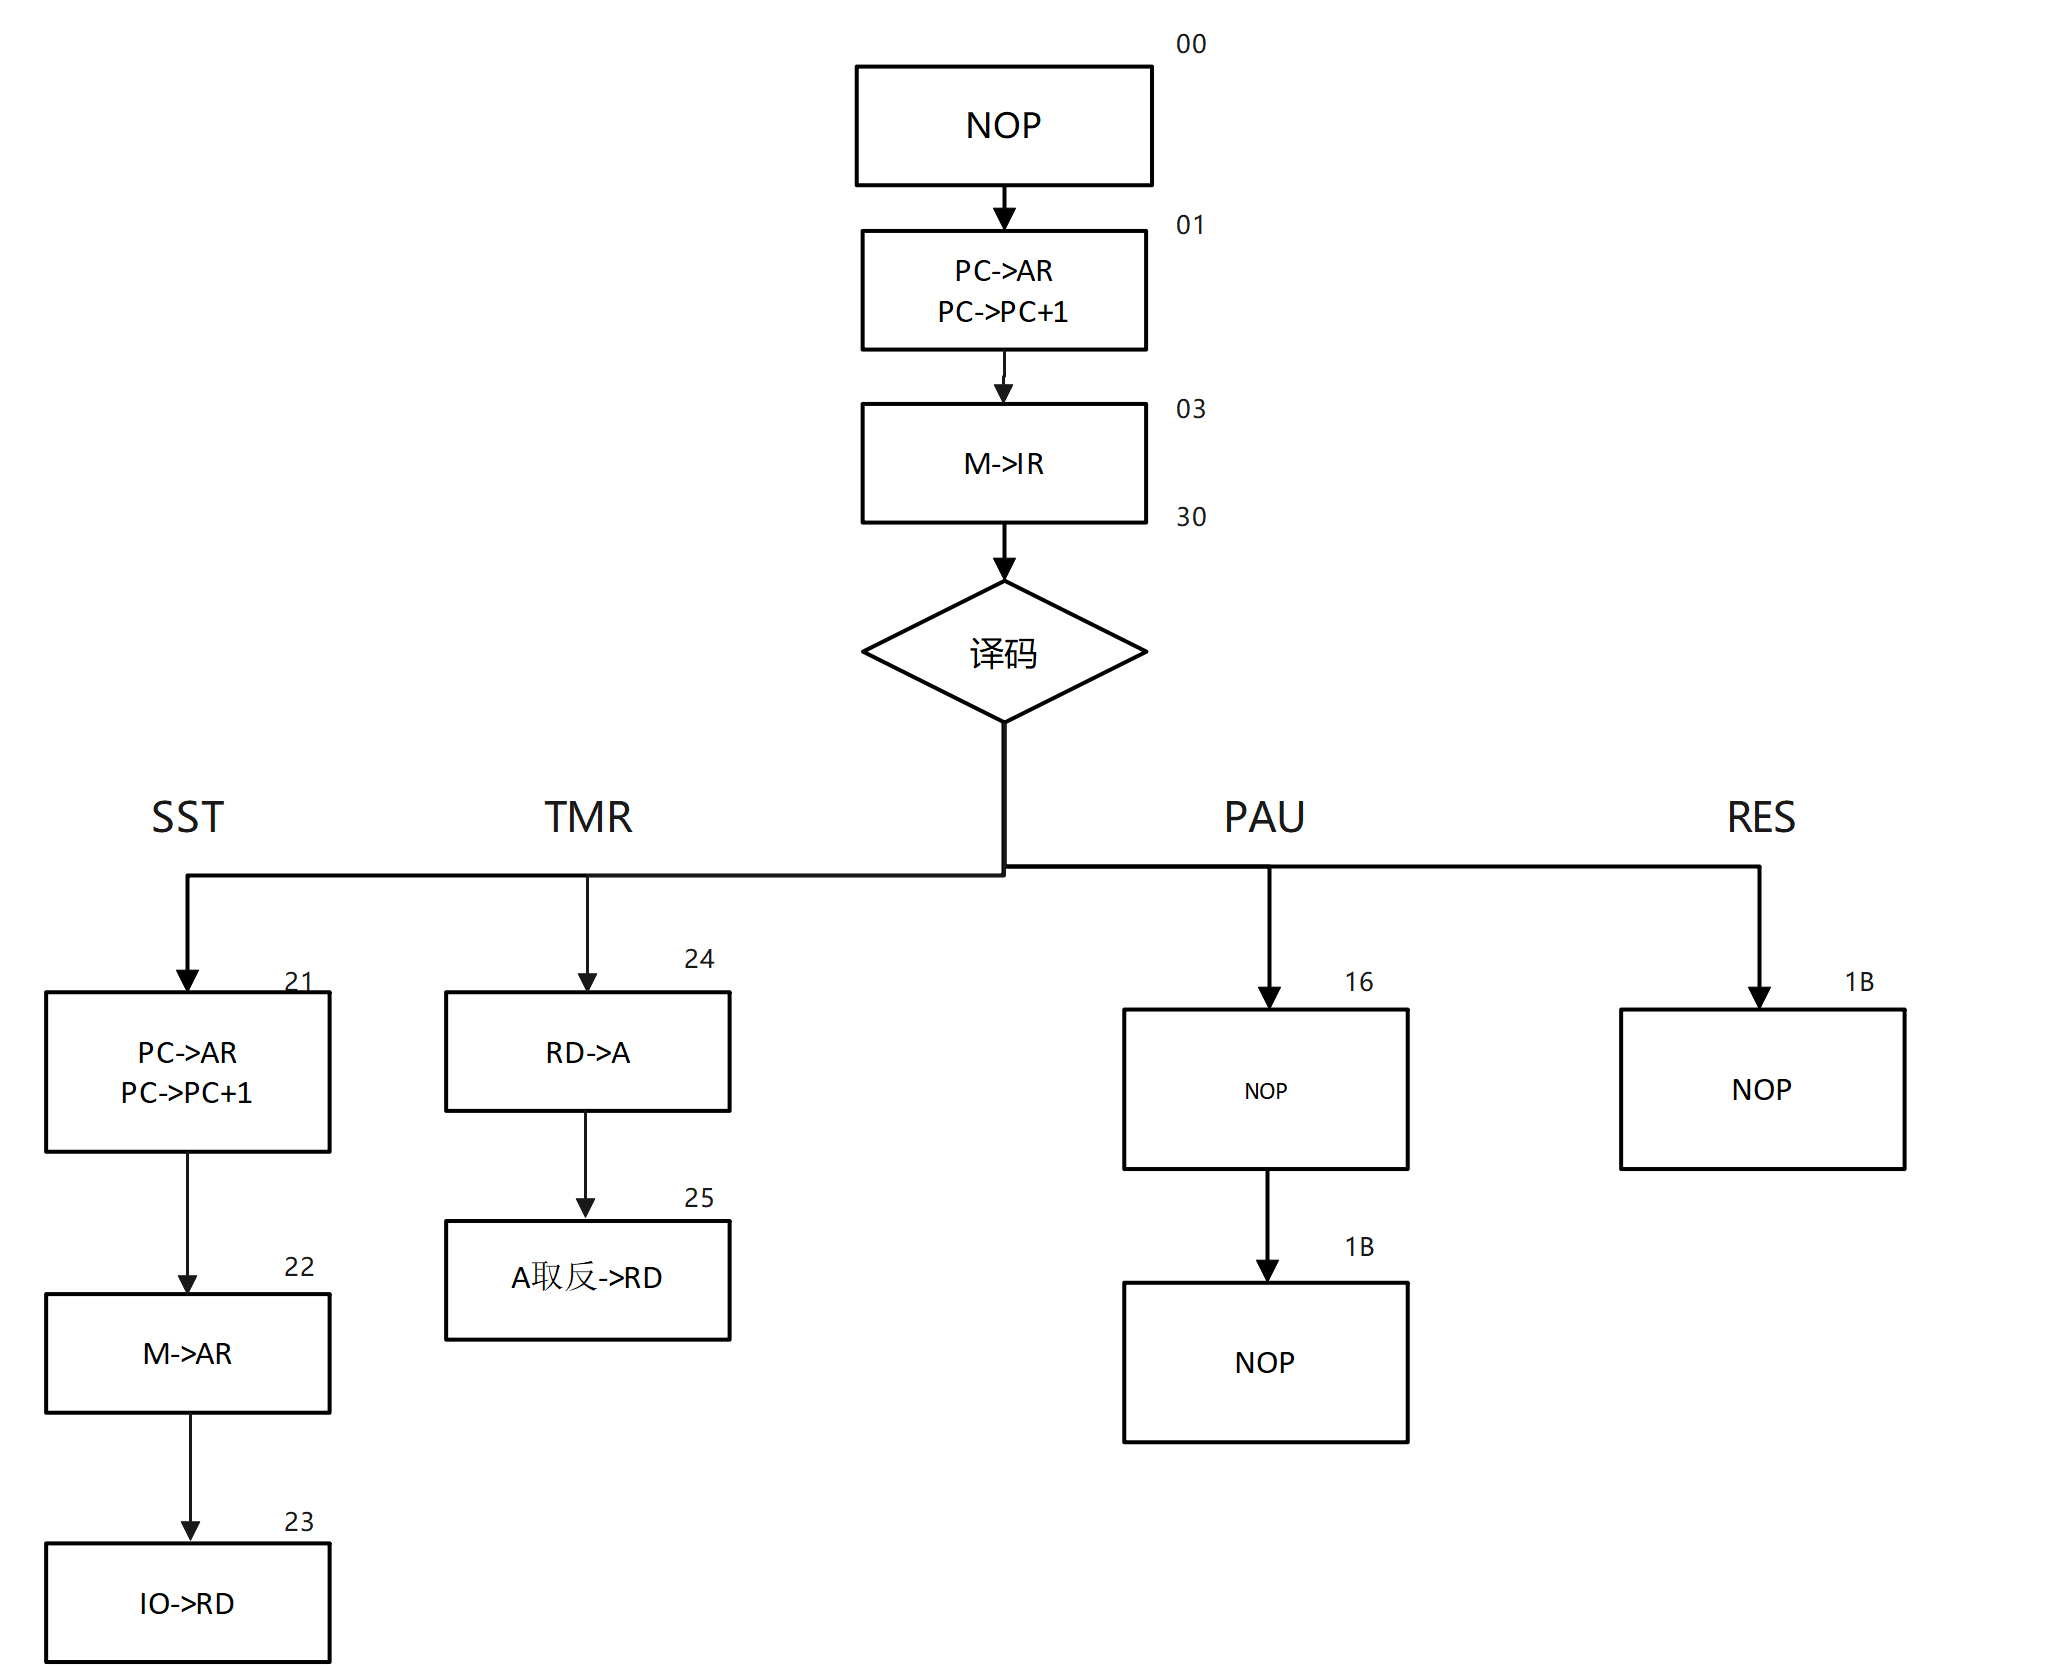 00
NOP
01
PC->AR
PC->PC+1
03
M->IR
30
译码
SST
TMR
PAU
RES
21
PC->AR
PC->PC+1
24
RD->A
16
NOP
1B
NOP
25
A取反->RD
22
M->AR
1B
NOP
23
IO->RD